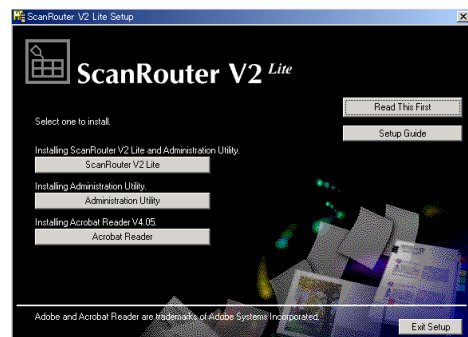 ScanRouter V2 Lite Setup
ScanRouter V2 Lite
Read This First
Select one to install.
Setup Guide
Installing ScanRouter V2 Lite and Administration Utility.
ScanRouter V2 Lite
Installing Administration Utility.
Administration Utility
Installing Acrobat Reader V4.05.
Acrobat Reader
Adobe and Acrobat Reader are trademarks of Adobe Systems Incorporated.
Exit Setup